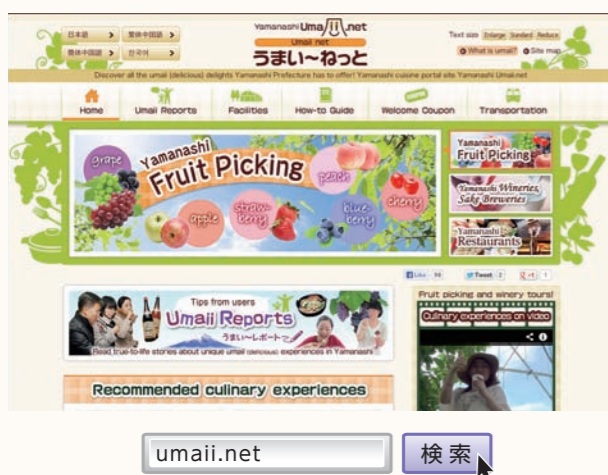 日本語
繁体中国語
簡体中国語
한국어
Yamanashi Umaii.net
Umaii net
うまい〜ねっと
Text size Enlarge Standard Reduce
What is umaii?
Site map
Discover all the umaii (delicious) delights Yamanashi Prefecture has to offer! Yamanashi cuisine portal site Yamanashi Umaii.net
Home
Umaii Reports
Facilities
How-to Guide
Welcome Coupon
Transportation
Yamanashi
Fruit Picking
grape
peach
apple
straw-
berry
blue-
berry
cherry
Yamanashi
Fruit Picking
Yamanashi Wineries,
Sake Breweries
Yamanashi
Restaurants
Like 96
Tweet 2
+1 1
Tips from users
Umaii Reports
うまい〜レポート
Read true-to-life stories about unique umaii (delicious) experiences in Yamanashi
Fruit picking and winery tours!
Culinary experiences on video
Recommended culinary experiences
umaii.net
検索